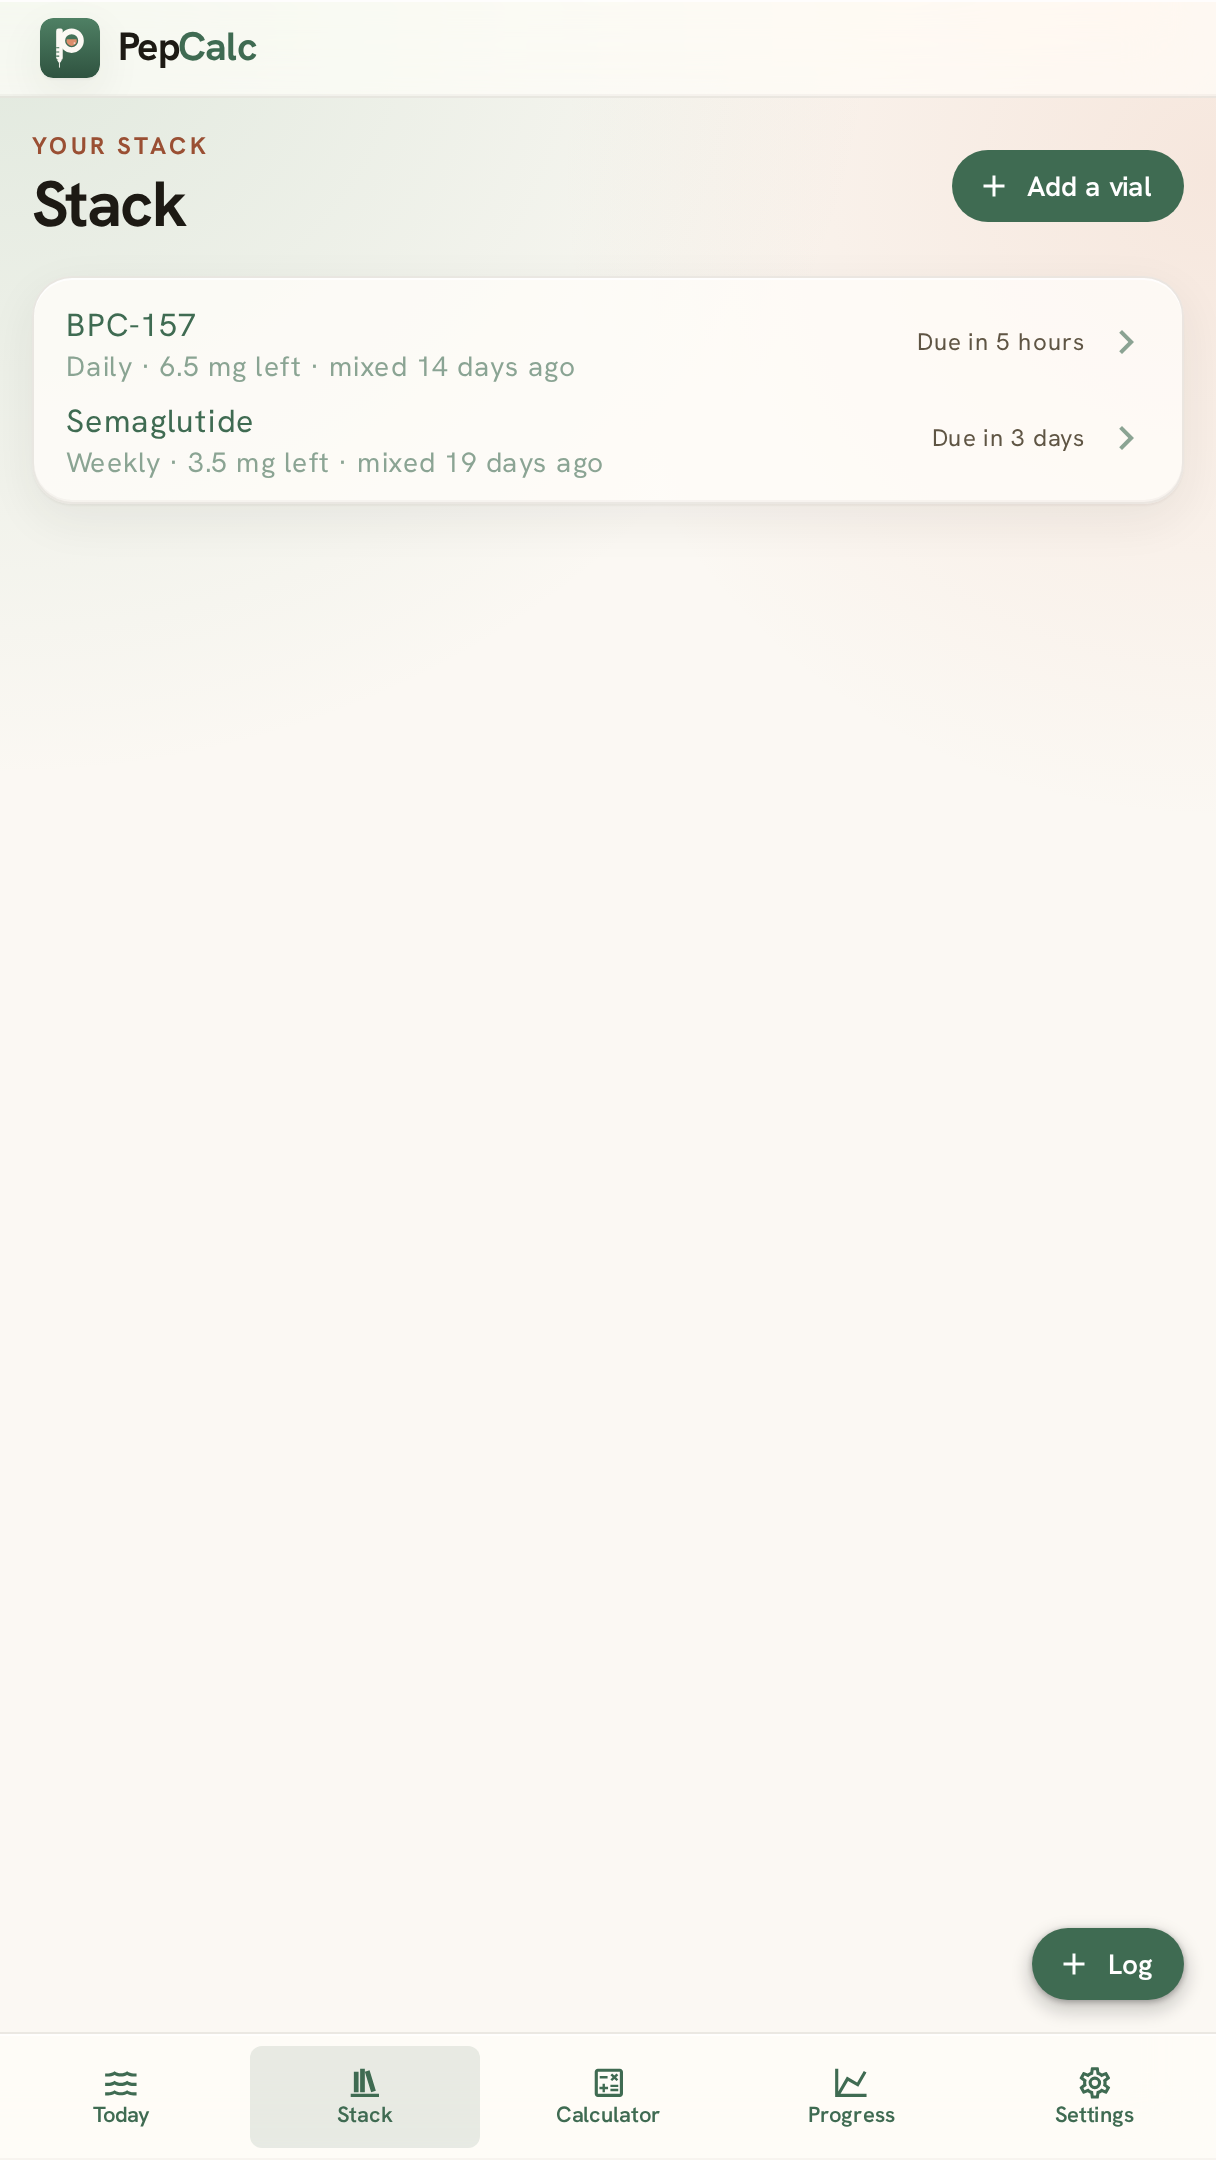 PepCalc
YOUR STACK
Stack
Add a vial
BPC-157
Daily · 6.5 mg left · mixed 14 days ago
Due in 5 hours
Semaglutide
Weekly · 3.5 mg left · mixed 19 days ago
Due in 3 days
Log
Today
Stack
Calculator
Progress
Settings